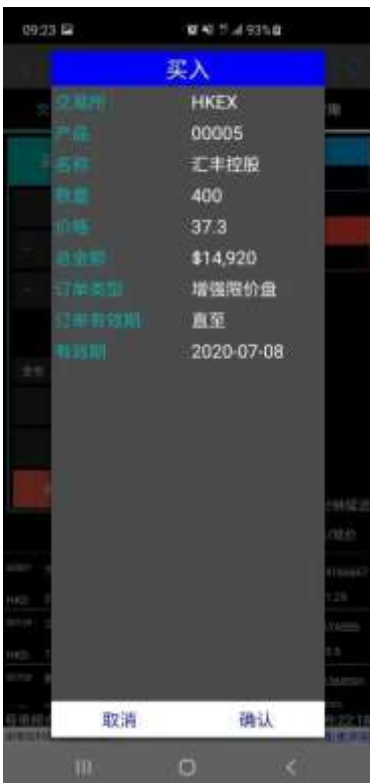 09:23
93%
买入
交易所 HKEX
产品 00005
名称 汇丰控股
数量 400
价格 37.3
总金额 $14,920
订单类型 增强限价盘
订单有效期 直至
有效期 2020-07-08
取消 确认